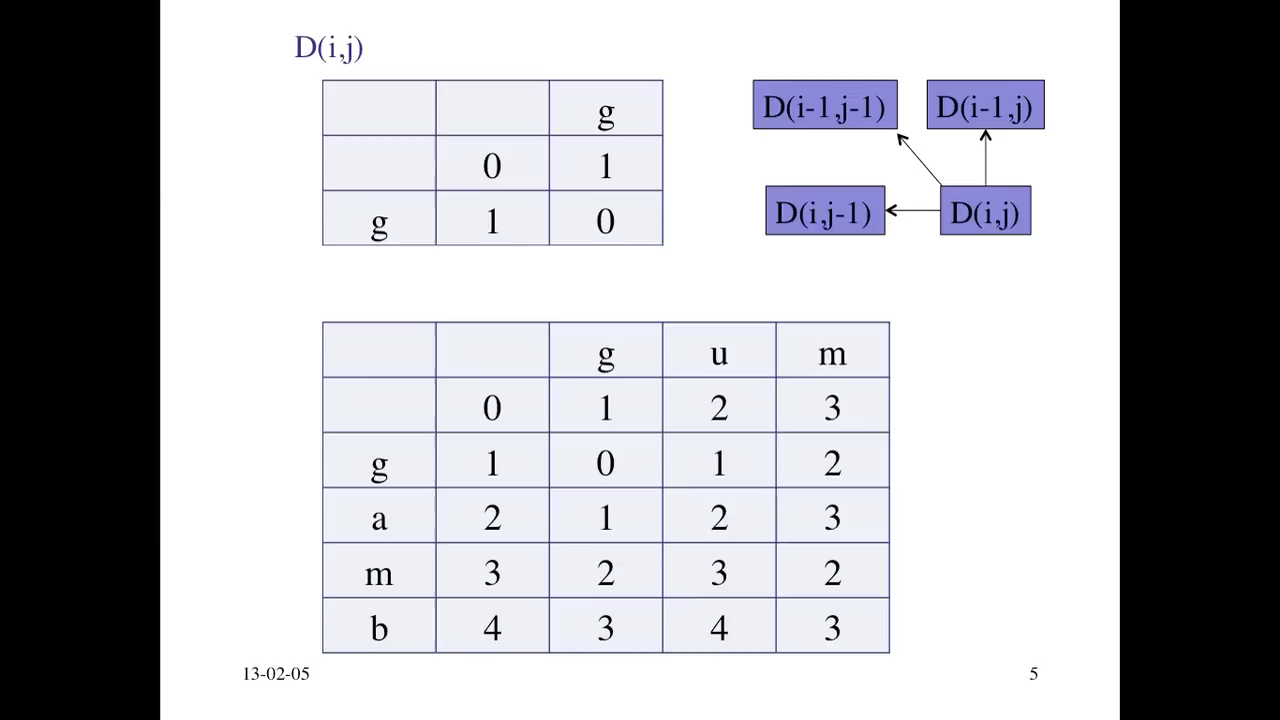 D(i,j)
g
0 1
g 1 0
D(i-1,j-1) D(i-1,j)
D(i,j-1) D(i,j)
g u m
0 1 2 3
g 1 0 1 2
a 2 1 2 3
m 3 2 3 2
b 4 3 4 3
13-02-05 5